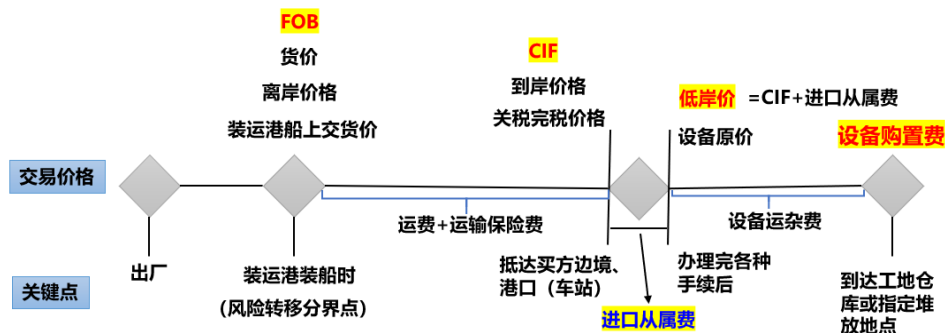 FOB
货价
离岸价格
装运港船上交货价
CIF
到岸价格
关税完税价格
低岸价 =CIF+进口从属费
设备原价
设备购置费
交易价格
运费+运输保险费
设备运杂费
关键点
出厂
装运港装船时
(风险转移分界点)
抵达买方边境、
港口（车站）
进口从属费
办理完各种
手续后
到达工地仓
库或指定堆
放地点